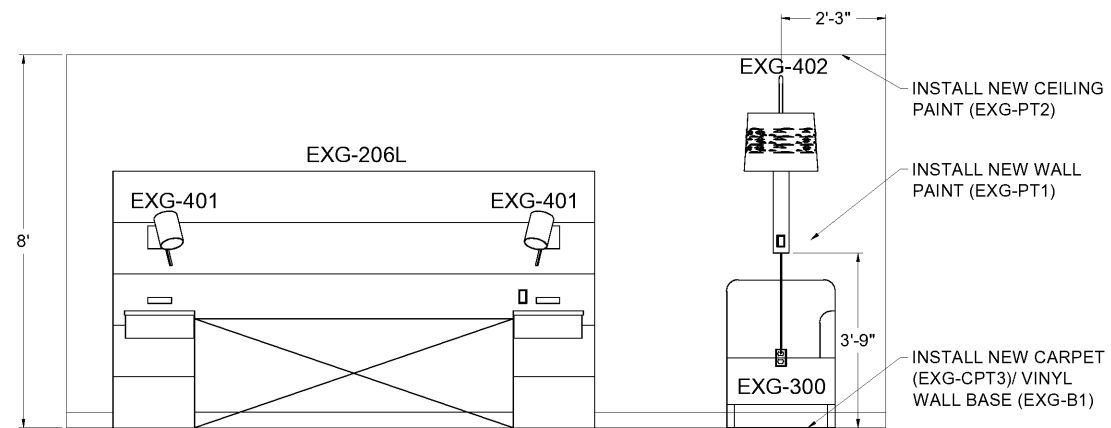 2'-3"
EXG-402
INSTALL NEW CEILING
PAINT (EXG-PT2)
EXG-206L
INSTALL NEW WALL
PAINT (EXG-PT1)
EXG-401
EXG-401
8'
3'-9"
INSTALL NEW CARPET
(EXG-CPT3)/ VINYL
WALL BASE (EXG-B1)
EXG-300